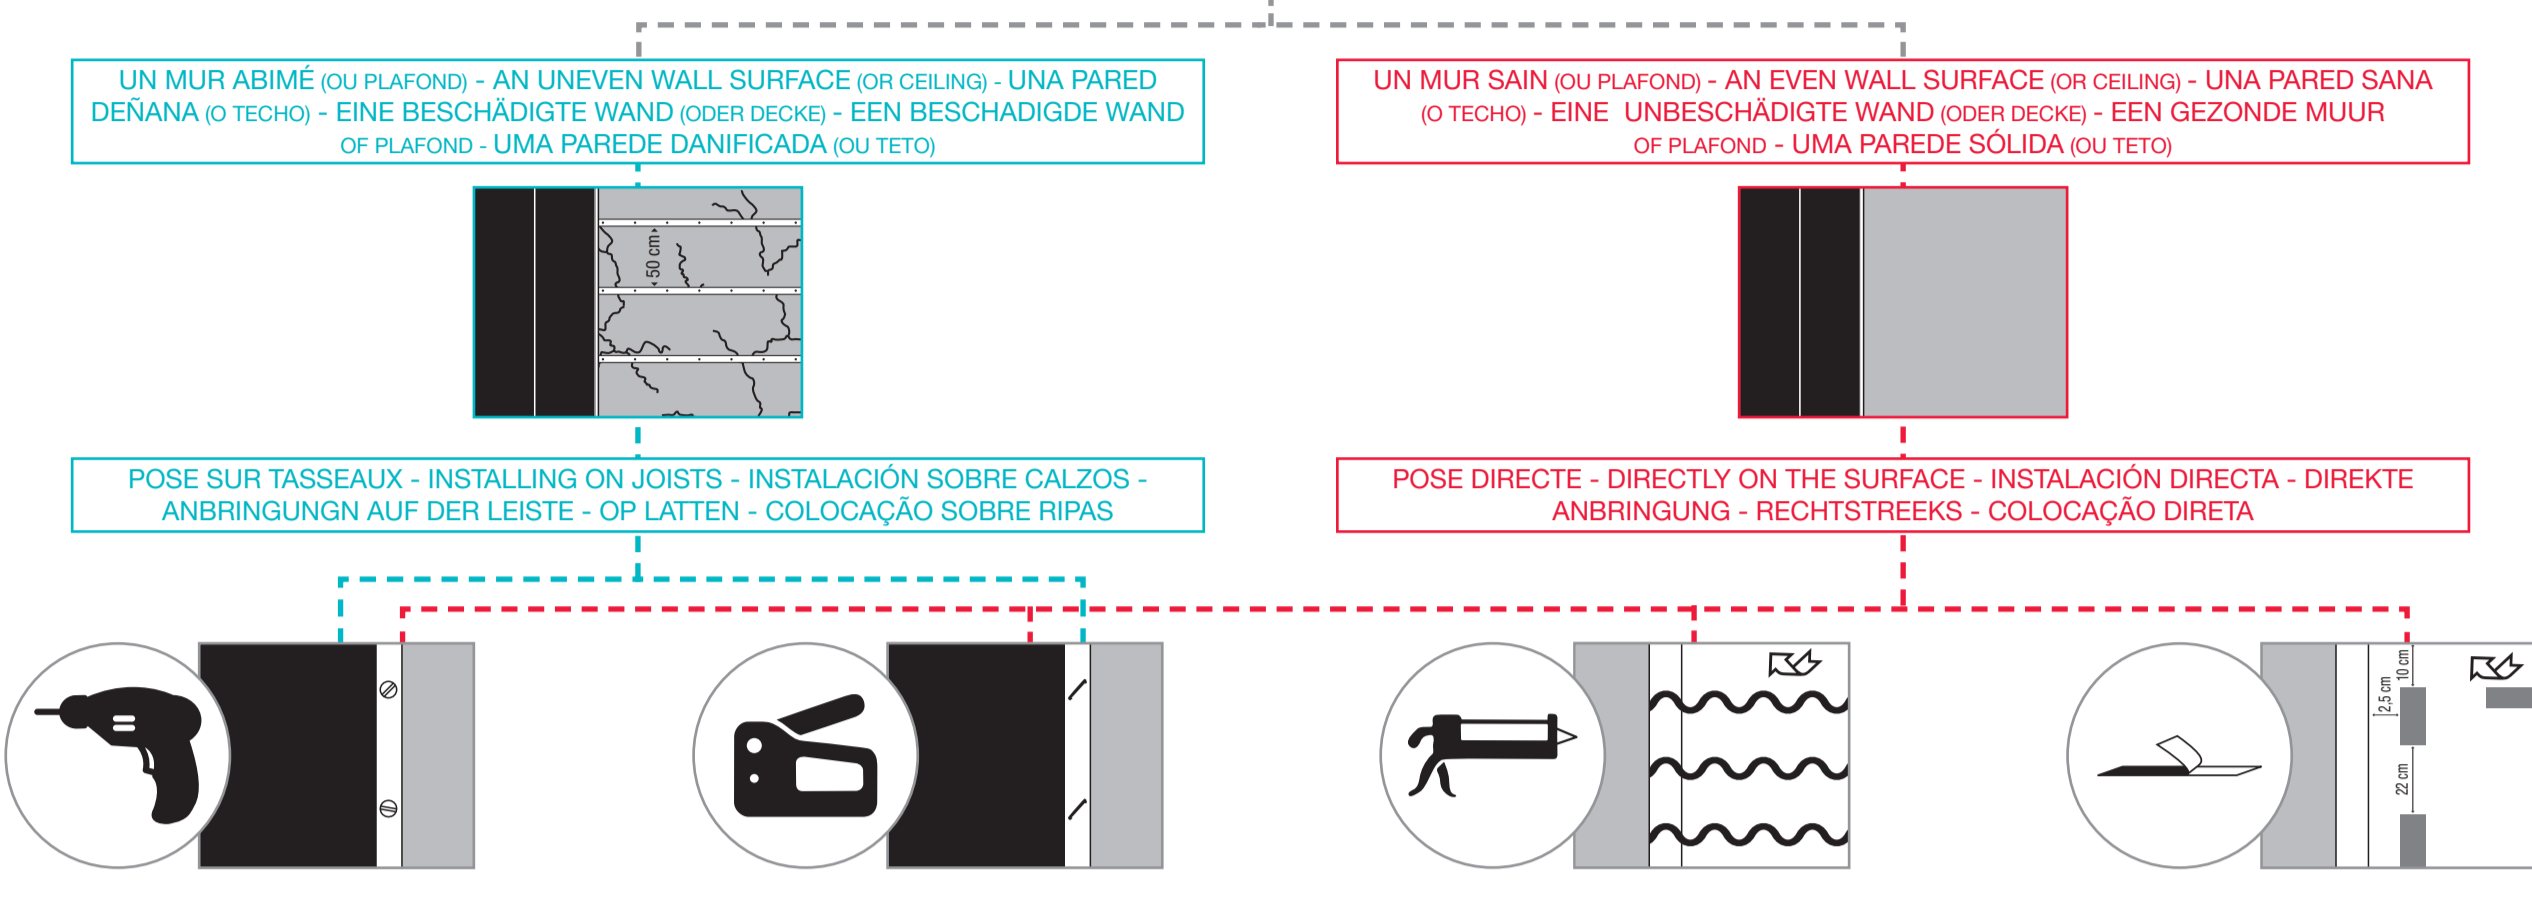 UN MUR ABIMÉ (OU PLAFOND) - AN UNEVEN WALL SURFACE (OR CEILING) - UNA PARED
DEÑANA (O TECHO) - EINE BESCHÄDIGTE WAND (ODER DECKE) - EEN BESCHADIGDE WAND
OF PLAFOND - UMA PAREDE DANIFICADA (OU TETO)
UN MUR SAIN (OU PLAFOND) - AN EVEN WALL SURFACE (OR CEILING) - UNA PARED SANA
(O TECHO) - EINE UNBESCHÄDIGTE WAND (ODER DECKE) - EEN GEZONDE MUUR
OF PLAFOND - UMA PAREDE SÓLIDA (OU TETO)
50 cm
POSE SUR TASSEAUX - INSTALLING ON JOISTS - INSTALACIÓN SOBRE CALZOS -
ANBRINGUNGN AUF DER LEISTE - OP LATTEN - COLOCAÇÃO SOBRE RIPAS
POSE DIRECTE - DIRECTLY ON THE SURFACE - INSTALACIÓN DIRECTA - DIREKTE
ANBRINGUNG - RECHTSTREEKS - COLOCAÇÃO DIRETA
10 cm
2,5 cm
22 cm